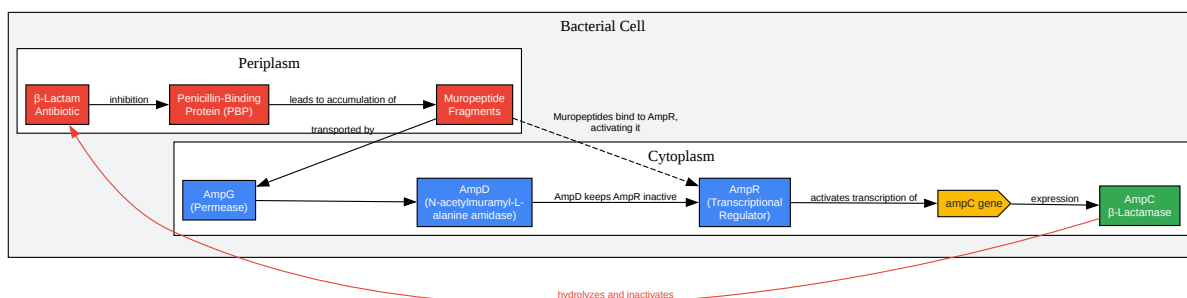 Bacterial Cell
Periplasm
β-Lactam
Antibiotic
inhibition
Penicillin-Binding
Protein (PBP)
leads to accumulation of
Muropeptide
Fragments
transported by
Muropeptides bind to AmpR,
activating it
Cytoplasm
AmpG
(Permease)
AmpD
(N-acetylmuramyl-L-
alanine amidase)
AmpD keeps AmpR inactive
AmpR
(Transcriptional
Regulator)
activates transcription of
ampC gene
expression
AmpC
β-Lactamase
hydrolyzes and inactivates